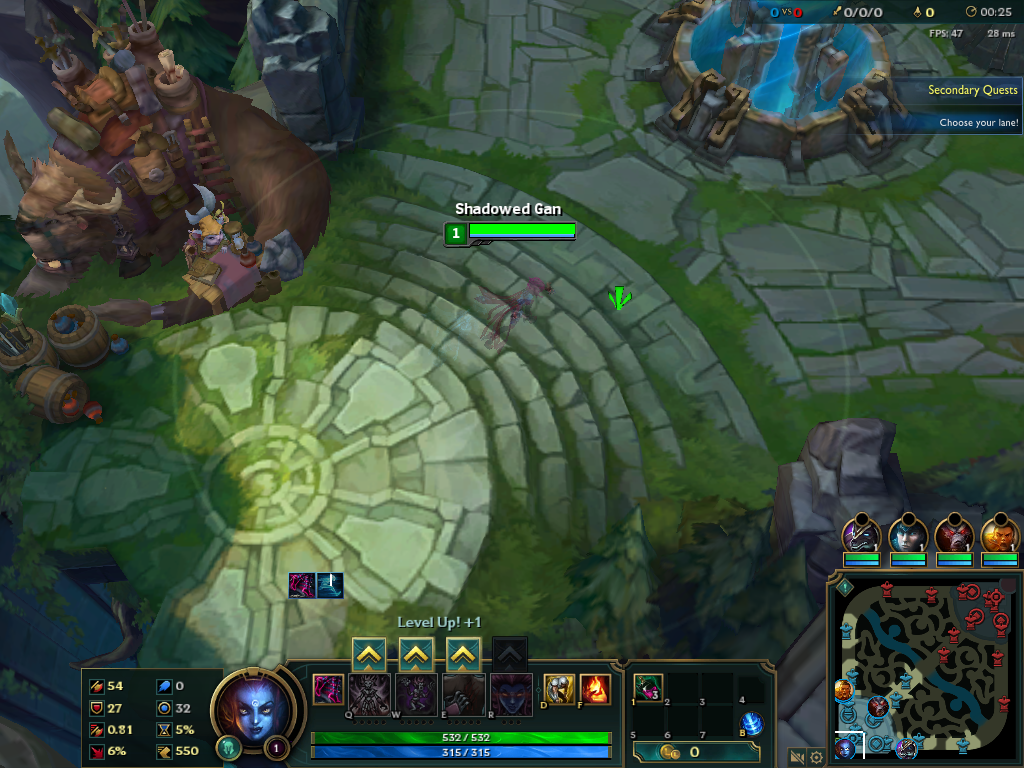 0 vs 0 0/0/0 0 00:25
FPS: 47 28 ms
Secondary Quests
Choose your lane!
Shadowed Gan
1
Level Up! +1
54 0
27 32
0.81 5%
6% 550
1
Q W E R D F
532 / 532
315 / 315
1 2 3 4
3
5 6 7 B
0